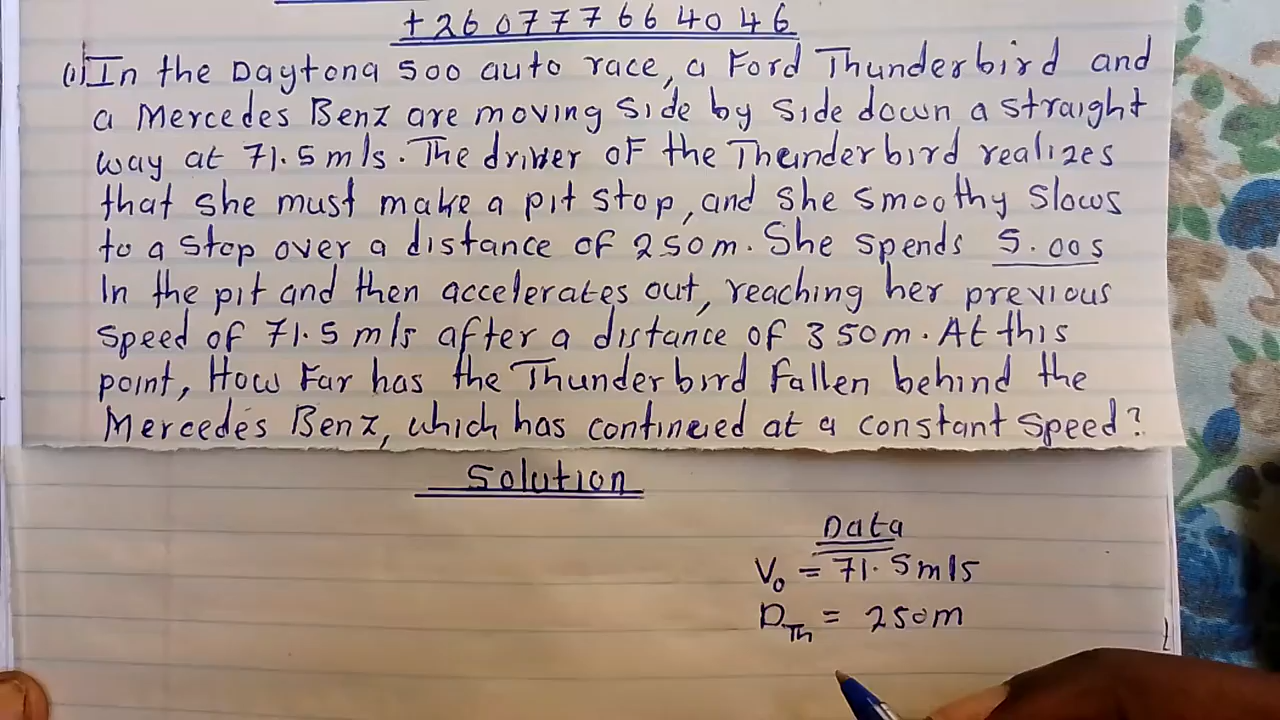 +260777664046
(1) In the Daytona 500 auto race, a Ford Thunderbird and
a Mercedes Benz are moving side by side down a straight
way at 71.5 m/s. The driver of the Thunderbird realizes
that she must make a pit stop, and she smoothy slows
to a stop over a distance of 250m. She spends 5.00s
In the pit and then accelerates out, reaching her previous
speed of 71.5 m/s after a distance of 350m. At this
point, How Far has the Thunderbird fallen behind the
Mercedes Benz, which has continued at a constant speed?
Solution
Data
V₀ = 71.5m/s
D_Th = 250m